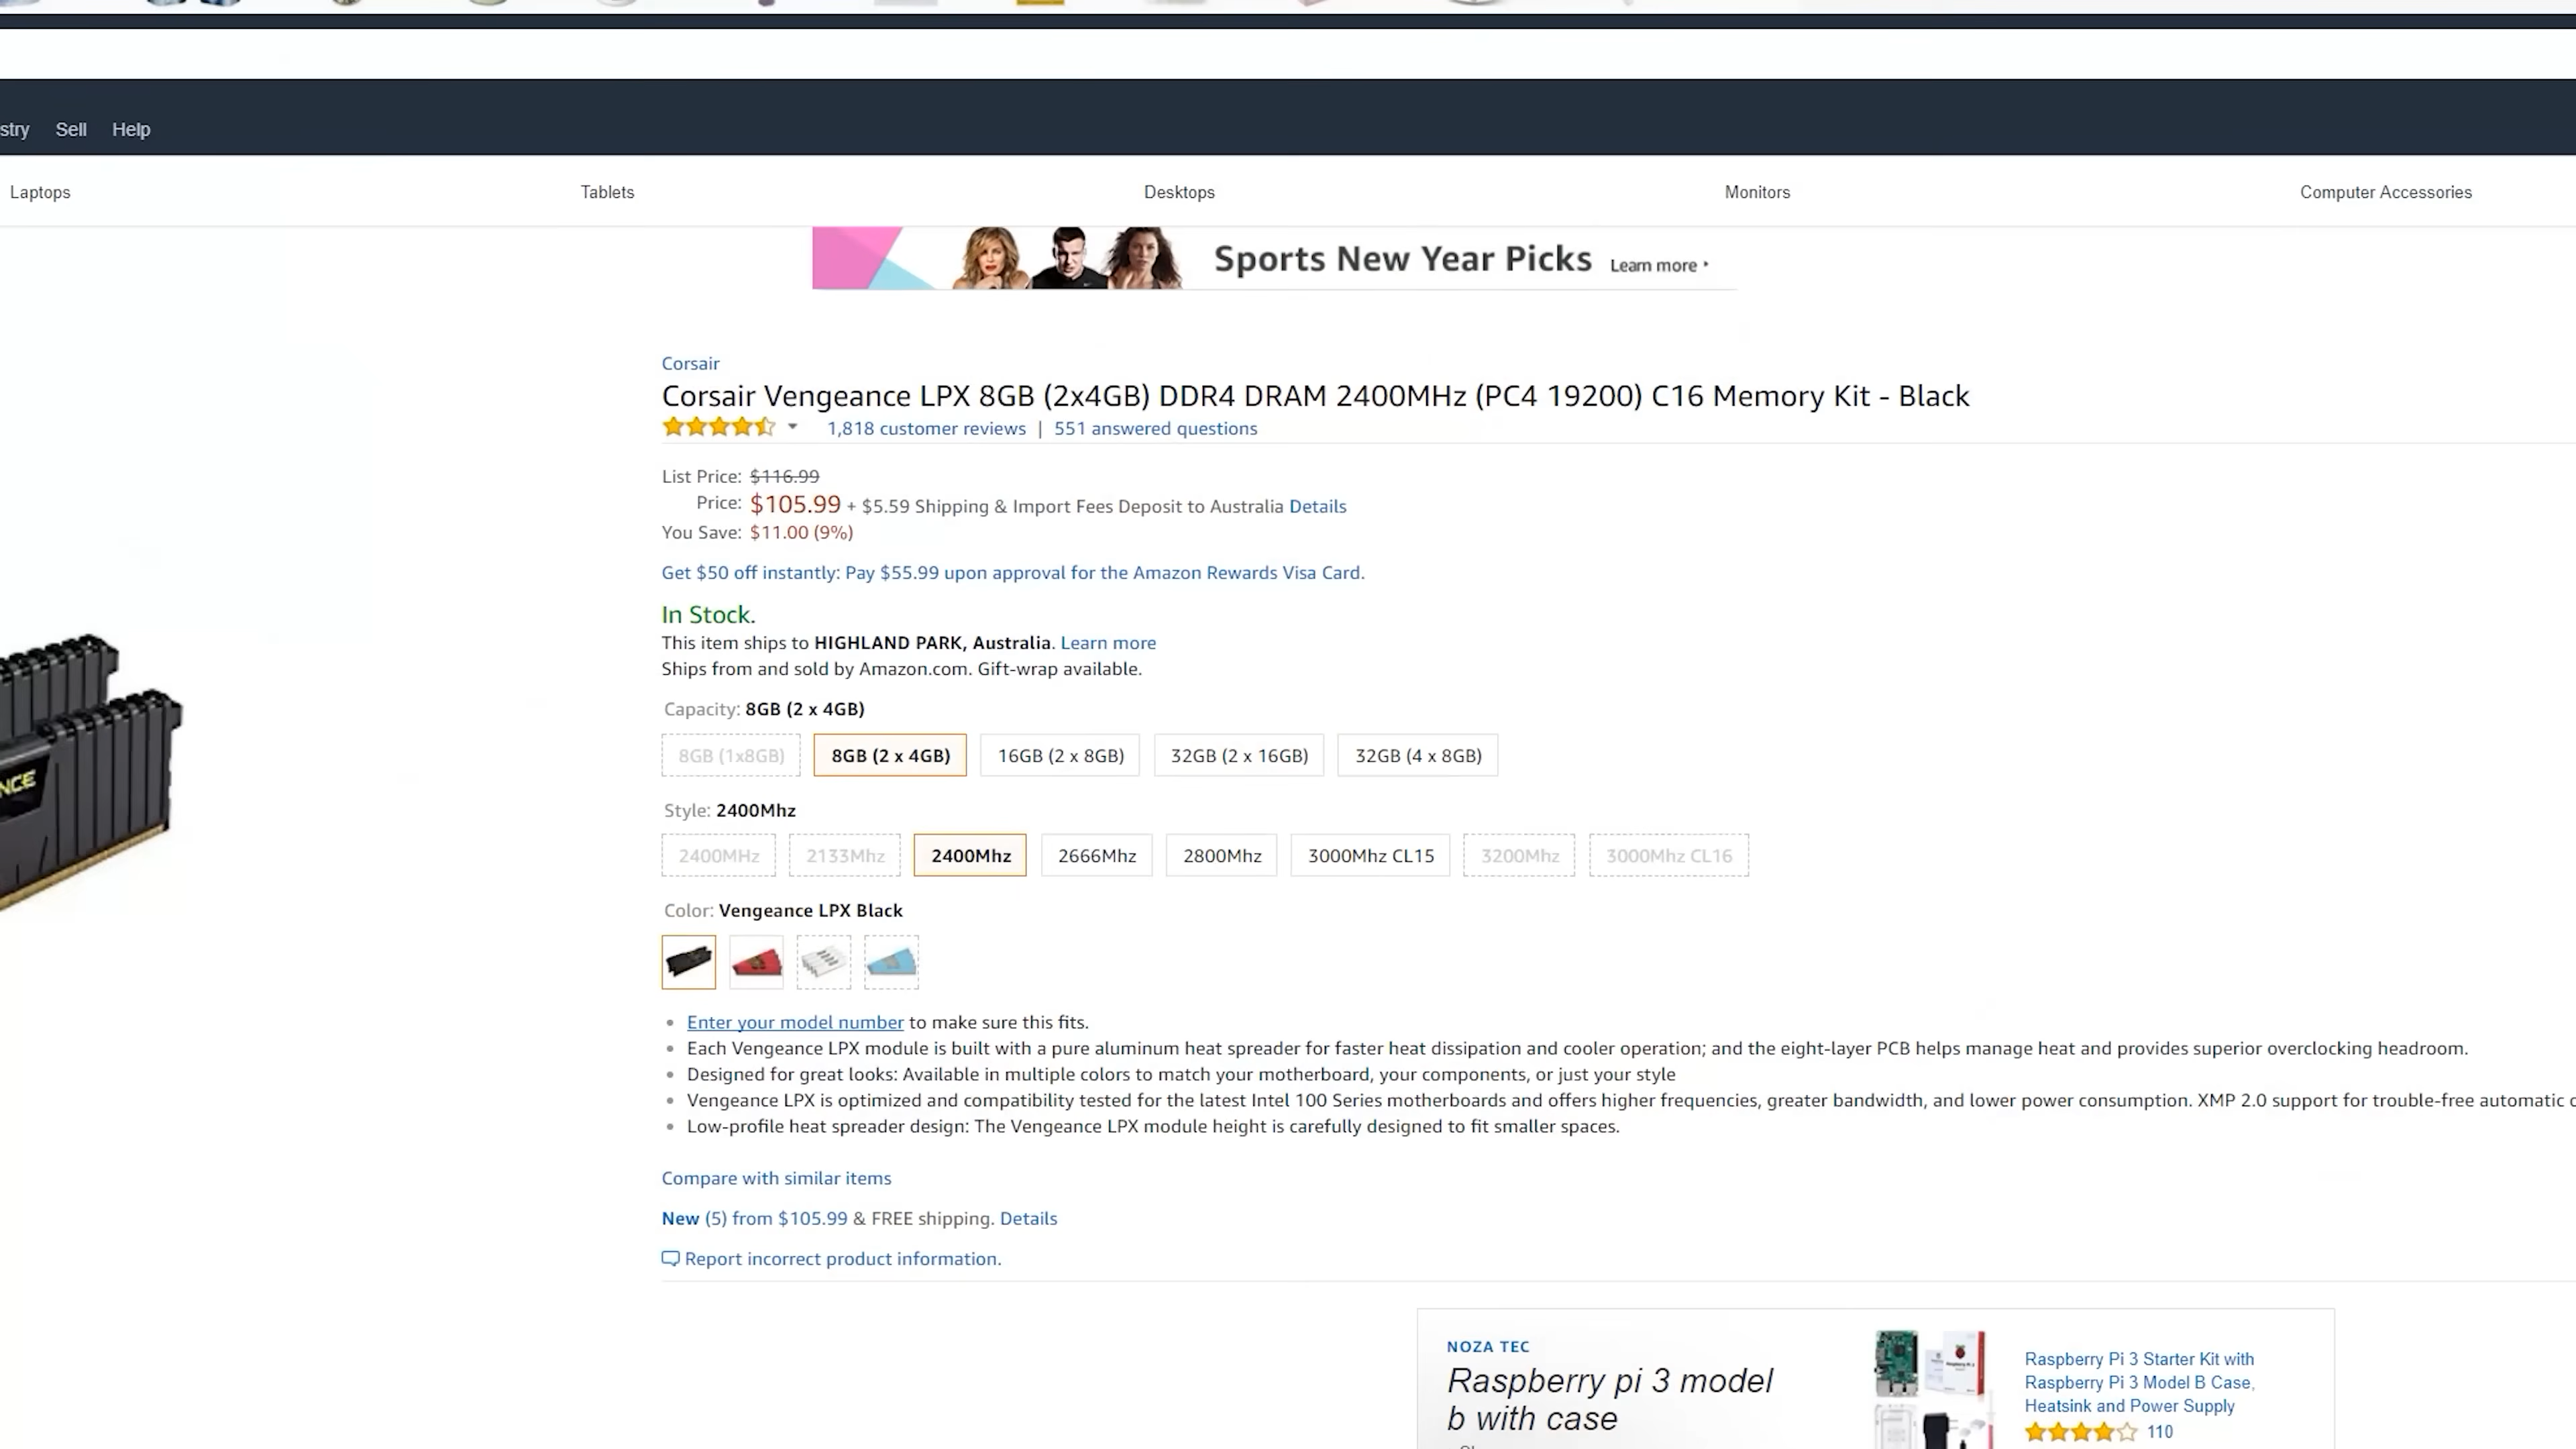 stry Sell Help
Laptops Tablets Desktops Monitors Computer Accessories
Sports New Year Picks Learn more
Corsair
Corsair Vengeance LPX 8GB (2x4GB) DDR4 DRAM 2400MHz (PC4 19200) C16 Memory Kit - Black
1,818 customer reviews | 551 answered questions
List Price: $116.99
Price: $105.99 + $5.59 Shipping & Import Fees Deposit to Australia Details
You Save: $11.00 (9%)
Get $50 off instantly: Pay $55.99 upon approval for the Amazon Rewards Visa Card.
In Stock.
This item ships to HIGHLAND PARK, Australia. Learn more
Ships from and sold by Amazon.com. Gift-wrap available.
Capacity: 8GB (2 x 4GB)
8GB (1x8GB) 8GB (2 x 4GB) 16GB (2 x 8GB) 32GB (2 x 16GB) 32GB (4 x 8GB)
NCE
Style: 2400Mhz
2400MHz 2133Mhz 2400Mhz 2666Mhz 2800Mhz 3000Mhz CL15 3200Mhz 3000Mhz CL16
Color: Vengeance LPX Black
Enter your model number to make sure this fits.
Each Vengeance LPX module is built with a pure aluminum heat spreader for faster heat dissipation and cooler operation; and the eight-layer PCB helps manage heat and provides superior overclocking headroom.
Designed for great looks: Available in multiple colors to match your motherboard, your components, or just your style
Vengeance LPX is optimized and compatibility tested for the latest Intel 100 Series motherboards and offers higher frequencies, greater bandwidth, and lower power consumption. XMP 2.0 support for trouble-free automatic
Low-profile heat spreader design: The Vengeance LPX module height is carefully designed to fit smaller spaces.
Compare with similar items
New (5) from $105.99 & FREE shipping. Details
Report incorrect product information.
NOZA TEC
Raspberry pi 3 model
b with case
Raspberry Pi 3 Starter Kit with
Raspberry Pi 3 Model B Case,
Heatsink and Power Supply
110